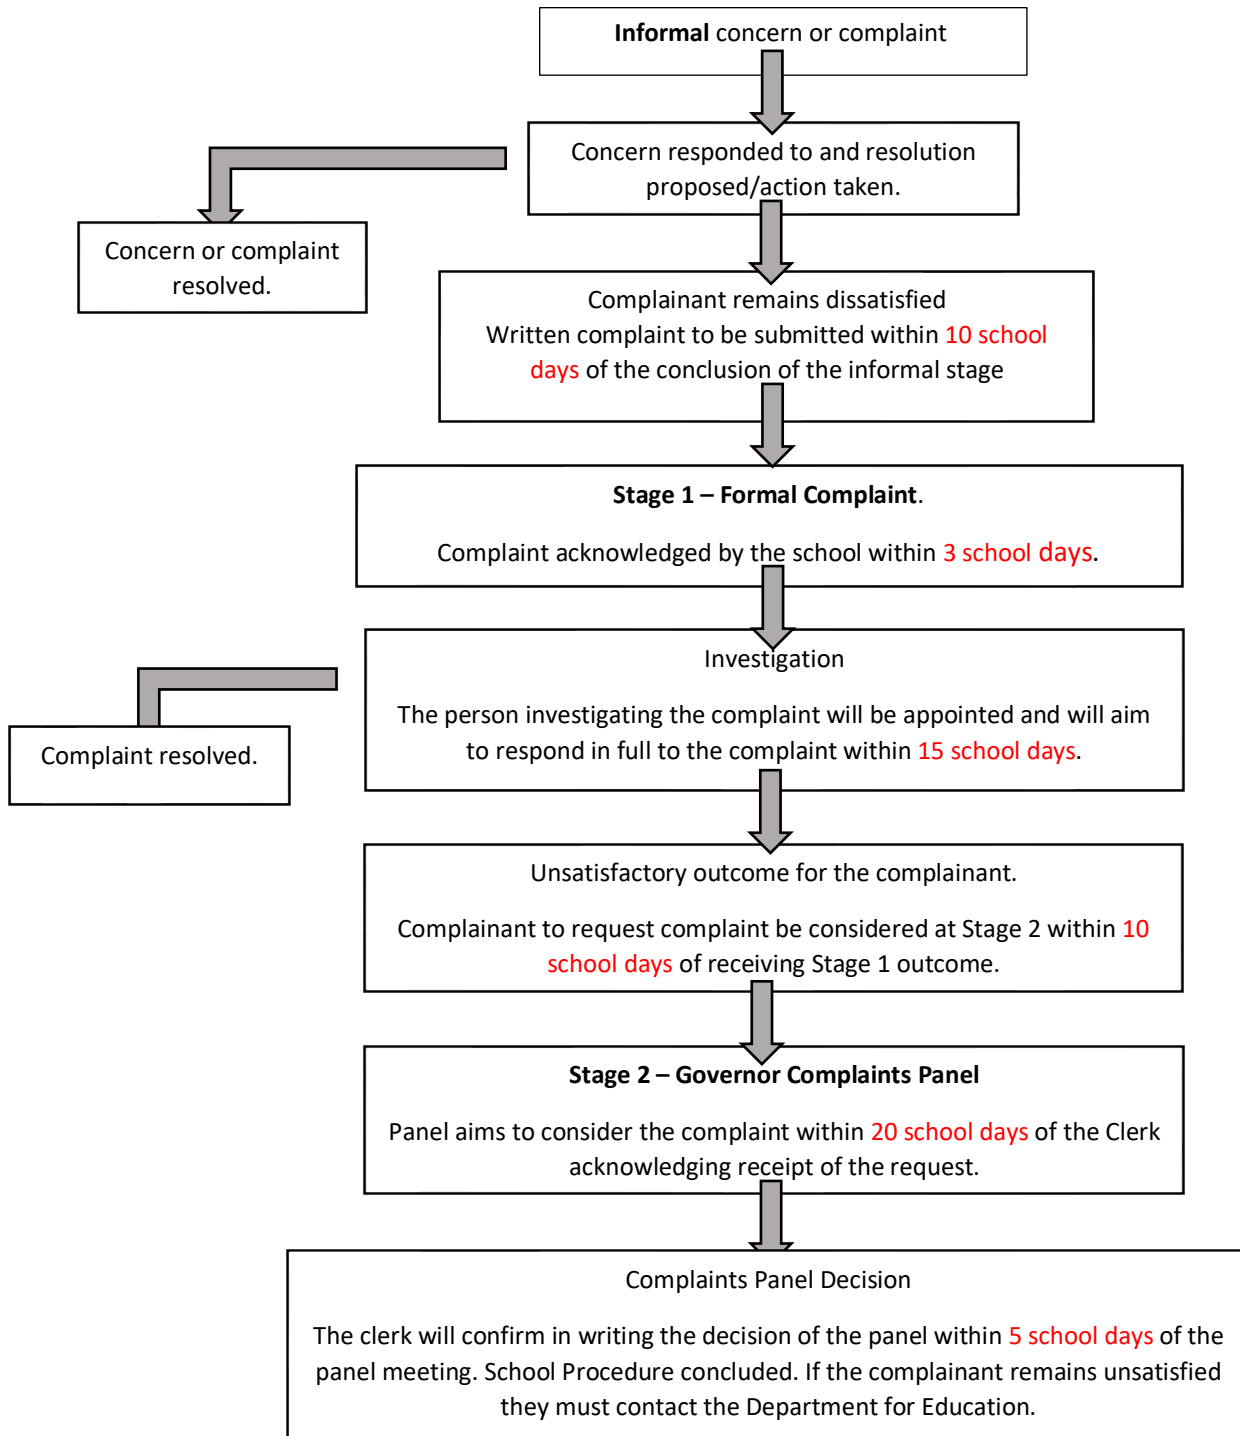 Informal concern or complaint
Concern responded to and resolution
proposed/action taken.
Concern or complaint
resolved.
Complainant remains dissatisfied
Written complaint to be submitted within 10 school
days of the conclusion of the informal stage
Stage 1 – Formal Complaint.
Complaint acknowledged by the school within 3 school days.
Investigation
The person investigating the complaint will be appointed and will aim
to respond in full to the complaint within 15 school days.
Complaint resolved.
Unsatisfactory outcome for the complainant.
Complainant to request complaint be considered at Stage 2 within 10
school days of receiving Stage 1 outcome.
Stage 2 – Governor Complaints Panel
Panel aims to consider the complaint within 20 school days of the Clerk
acknowledging receipt of the request.
Complaints Panel Decision
The clerk will confirm in writing the decision of the panel within 5 school days of the
panel meeting. School Procedure concluded. If the complainant remains unsatisfied
they must contact the Department for Education.